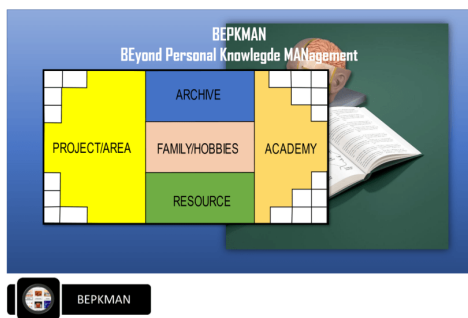 BEPKMAN
BEyond Personal Knowlegde MANagement
ARCHIVE
PROJECT/AREA
FAMILY/HOBBIES
ACADEMY
RESOURCE
BEPKMAN